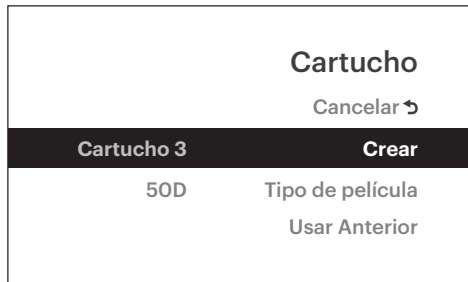 Cartucho
Cancelar
Cartucho 3 Crear
50D Tipo de película
Usar Anterior